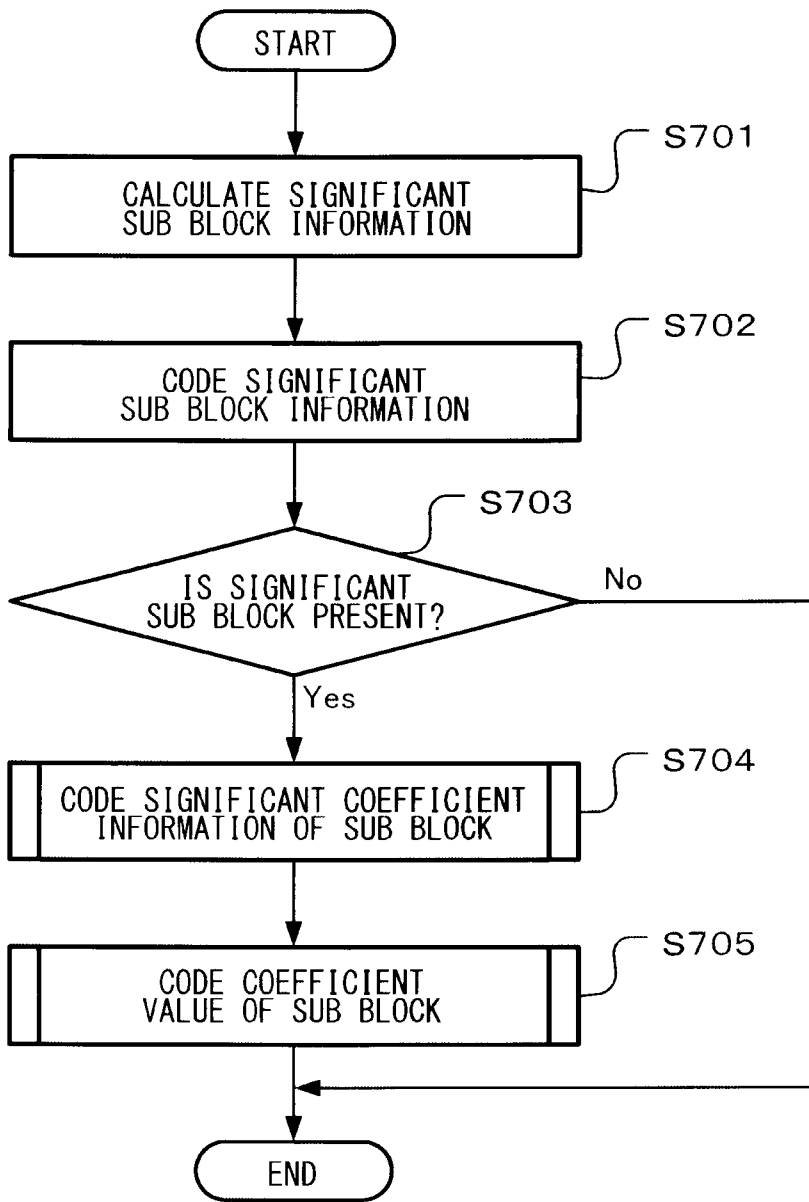 START
S701
CALCULATE SIGNIFICANT
SUB BLOCK INFORMATION
S702
CODE SIGNIFICANT
SUB BLOCK INFORMATION
S703
IS SIGNIFICANT
SUB BLOCK PRESENT?
No
Yes
S704
CODE SIGNIFICANT COEFFICIENT
INFORMATION OF SUB BLOCK
S705
CODE COEFFICIENT
VALUE OF SUB BLOCK
END